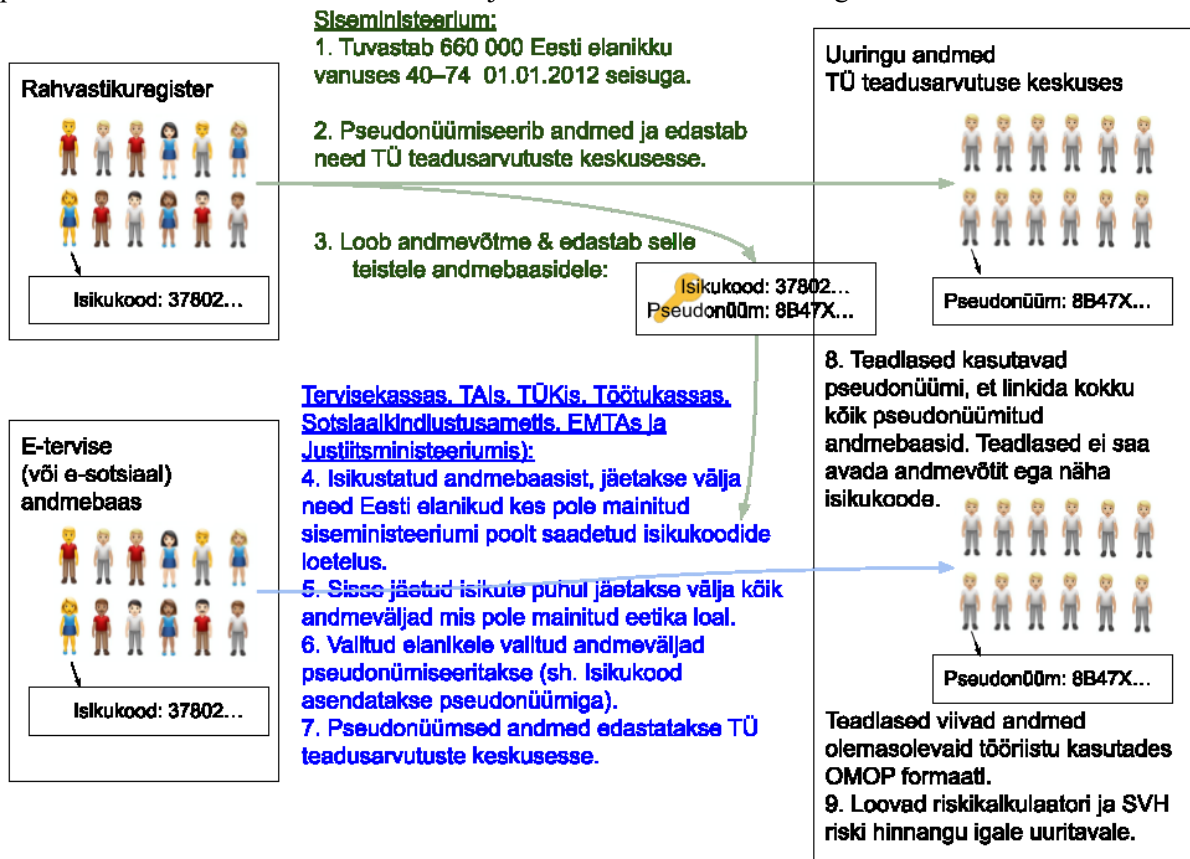 Siseministeerium:
1. Tuvastab 660 000 Eesti elanikku
vanuses 40–74 01.01.2012 seisuga.
2. Pseudonüümiseerib andmed ja edastab
need TÜ teadusarvutuste keskusesse.
3. Loob andmevõtme & edastab selle
teistele andmebaasidele:
Rahvastikuregister
Isikukood: 37802...
Isikukood: 37802...
Pseudonüüm: 8B47X...
Uuringu andmed
TÜ teadusarvutuse keskuses
Pseudonüüm: 8B47X...
E-tervise
(või e-sotsiaal)
andmebaas
Isikukood: 37802...
Tervisekassas, TAIs, TÜKis, Töötukassas,
Sotsiaalkindlustusametis, EMTAs ja
Justiitsministeeriumis):
4. Isikustatud andmebaasist, jäetakse välja
need Eesti elanikud kes pole mainitud
siseministeeriumi poolt saadetud isikukoodide
loetelus.
5. Sisse jäetud isikute puhul jäetakse välja kõik
andmeväljad mis pole mainitud eetika loal.
6. Valitud elanikele valitud andmeväljad
pseudonümiseeritakse (sh. Isikukood
asendatakse pseudonüümiga).
7. Pseudonüümsed andmed edastatakse TÜ
teadusarvutuste keskusesse.
8. Teadlased kasutavad
pseudonüümi, et linkida kokku
kõik pseudonüümitud
andmebaasid. Teadlased ei saa
avada andmevõtit ega näha
isikukoode.
Pseudonüüm: 8B47X...
Teadlased viivad andmed
olemasolevaid tööriistu kasutades
OMOP formaati.
9. Loovad riskikalkulaatori ja SVH
riski hinnangu igale uuritavale.